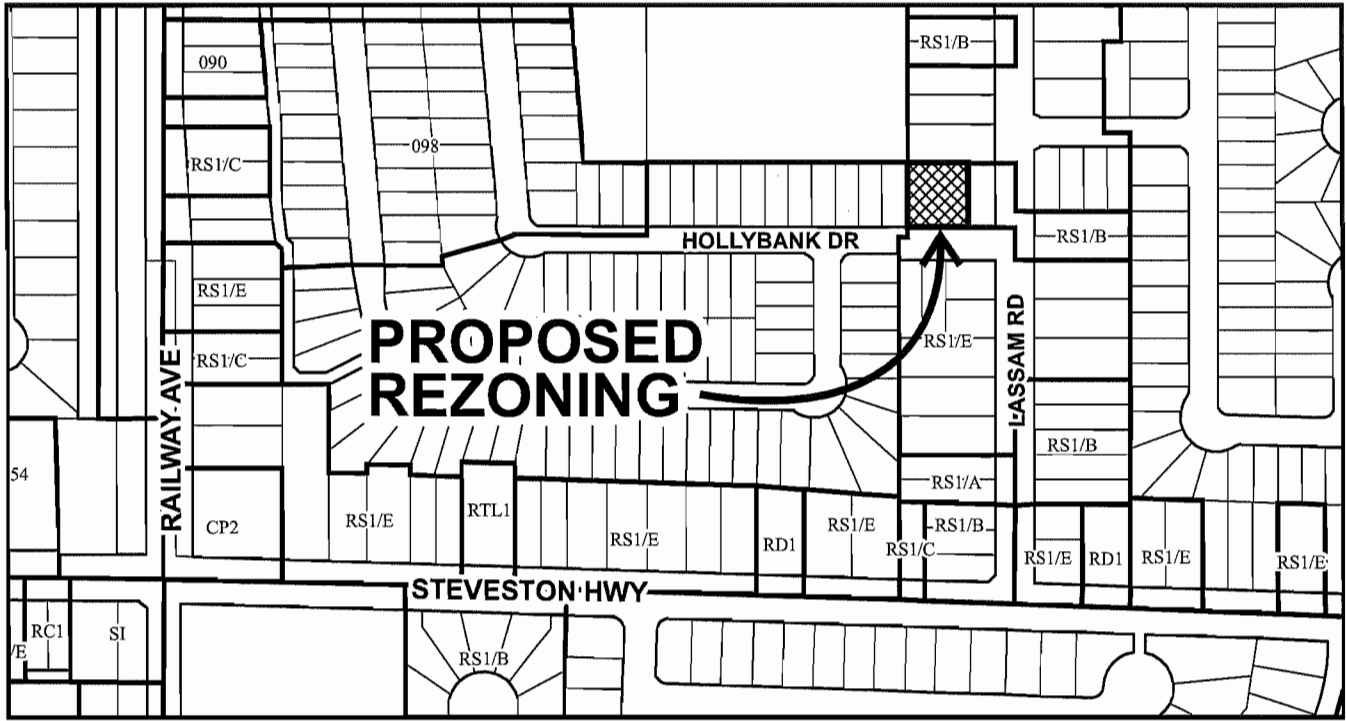 RS1/B
090
098
RS1/C
HOLLYBANK DR
RS1/B
RS1/E
PROPOSED
REZONING
RS1/E
LASSAM RD
RS1/C
RAILWAY AVE
RS1/B
54
RS1/A
CP2
RS1/E
RTL1
RS1/E
RD1
RS1/E
RS1/C
RS1/B
RS1/E
RD1
RS1/E
RS1/E
STEVESTON HWY
RC1
SI
/E
RS1/B